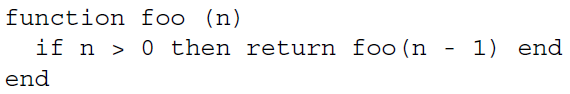 function foo (n)
  if n > 0 then return foo(n - 1) end
end